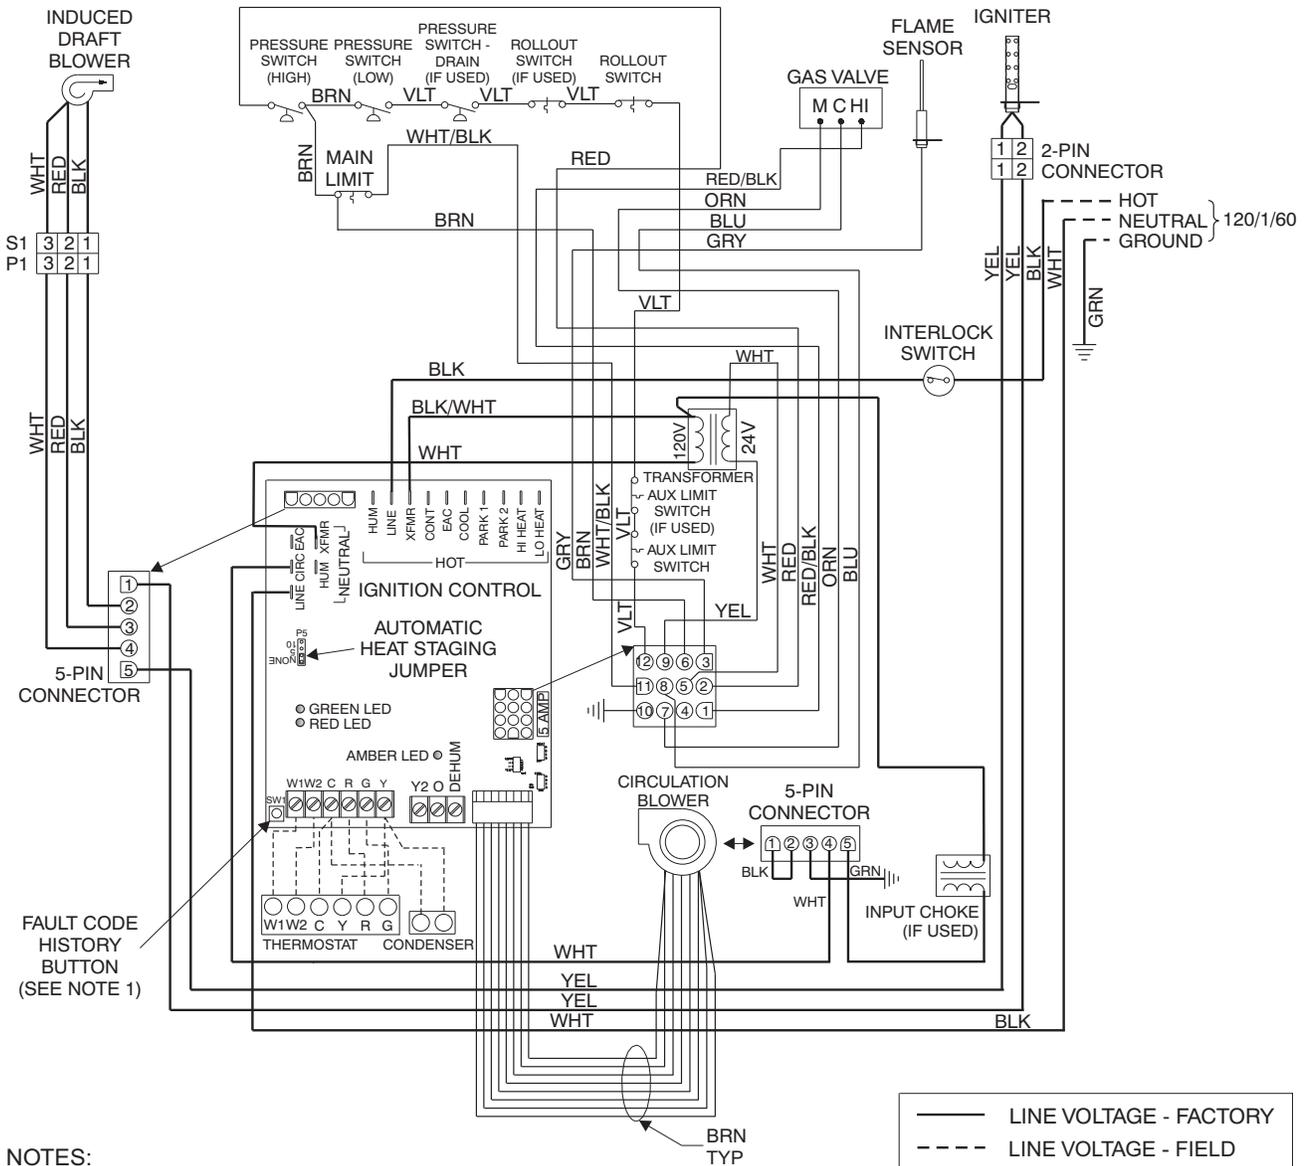 INDUCED
DRAFT
BLOWER
PRESSURE
SWITCH
(HIGH)
PRESSURE
SWITCH
(LOW)
PRESSURE
SWITCH -
DRAIN
(IF USED)
ROLLOUT
SWITCH
(IF USED)
ROLLOUT
SWITCH
GAS VALVE
M C HI
FLAME
SENSOR
IGNITER
BRN
VLT
VLT
VLT
WHT/BLK
BRN
MAIN
LIMIT
RED
RED/BLK
ORN
BLU
GRY
BRN
VLT
1 2
1 2
2-PIN
CONNECTOR
HOT
NEUTRAL
GROUND
120/1/60
YEL
YEL
BLK
WHT
GRN
WHT
RED
BLK
S1 3 2 1
P1 3 2 1
WHT
RED
BLK
INTERLOCK
SWITCH
BLK
BLK/WHT
WHT
WHT
120V
24V
TRANSFORMER
AUX LIMIT
SWITCH
(IF USED)
AUX LIMIT
SWITCH
VLT
VLT
GRY
BRN
WHT/BLK
WHT
RED
RED/BLK
ORN
BLU
YEL
HUM
LINE
XFMR
CONT
EAC
COOL
PARK 1
PARK 2
HI HEAT
LO HEAT
HOT
EAC
CIRC
LINE
XFMR
HUM
NEUTRAL
IGNITION CONTROL
P5
10
5
NONE
AUTOMATIC
HEAT STAGING
JUMPER
1
2
3
4
5
5-PIN
CONNECTOR
GREEN LED
RED LED
AMBER LED
5 AMP
12 9 6 3
11 8 5 2
10 7 4 1
W1 W2 C R G Y
Y2 O DEHUM
SW1
CIRCULATION
BLOWER
5-PIN
CONNECTOR
1 2 3 4 5
BLK
WHT
GRN
INPUT CHOKE
(IF USED)
W1 W2 C Y R G
THERMOSTAT
CONDENSER
FAULT CODE
HISTORY
BUTTON
(SEE NOTE 1)
WHT
YEL
YEL
WHT
BLK
BRN
TYP
LINE VOLTAGE - FACTORY
LINE VOLTAGE - FIELD
NOTES: